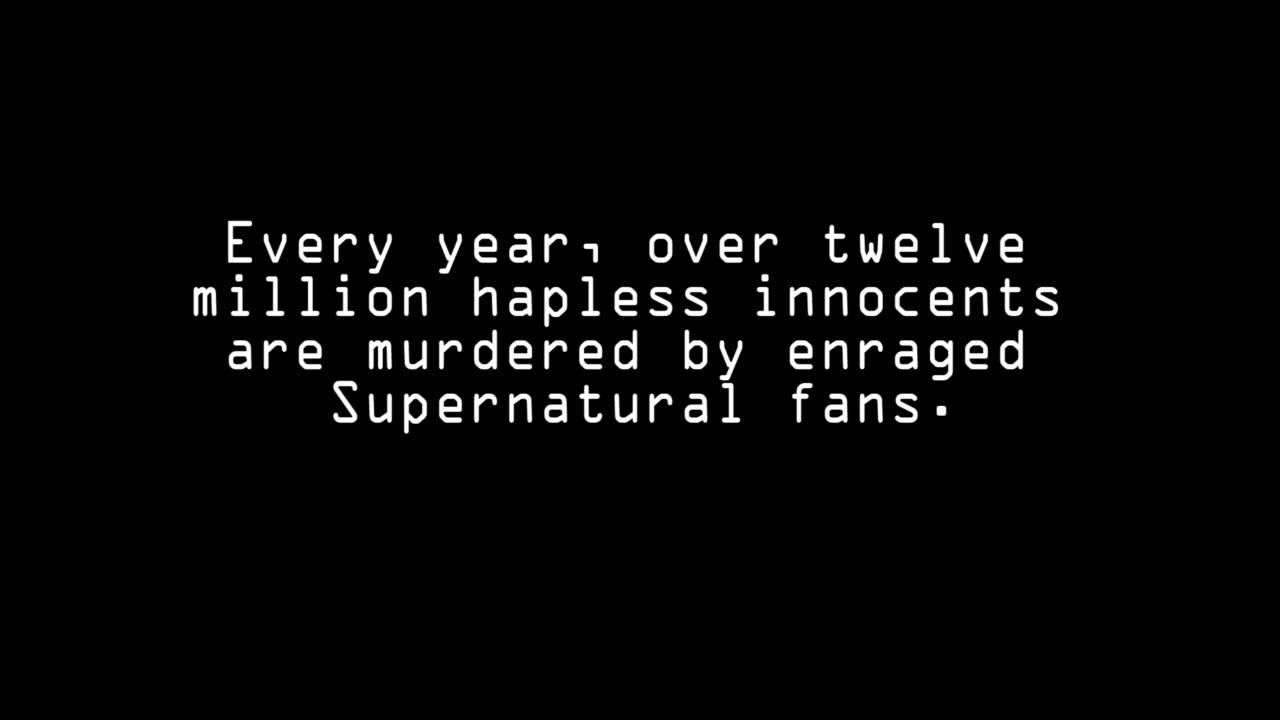 Every year, over twelve
million hapless innocents
are murdered by enraged
Supernatural fans.